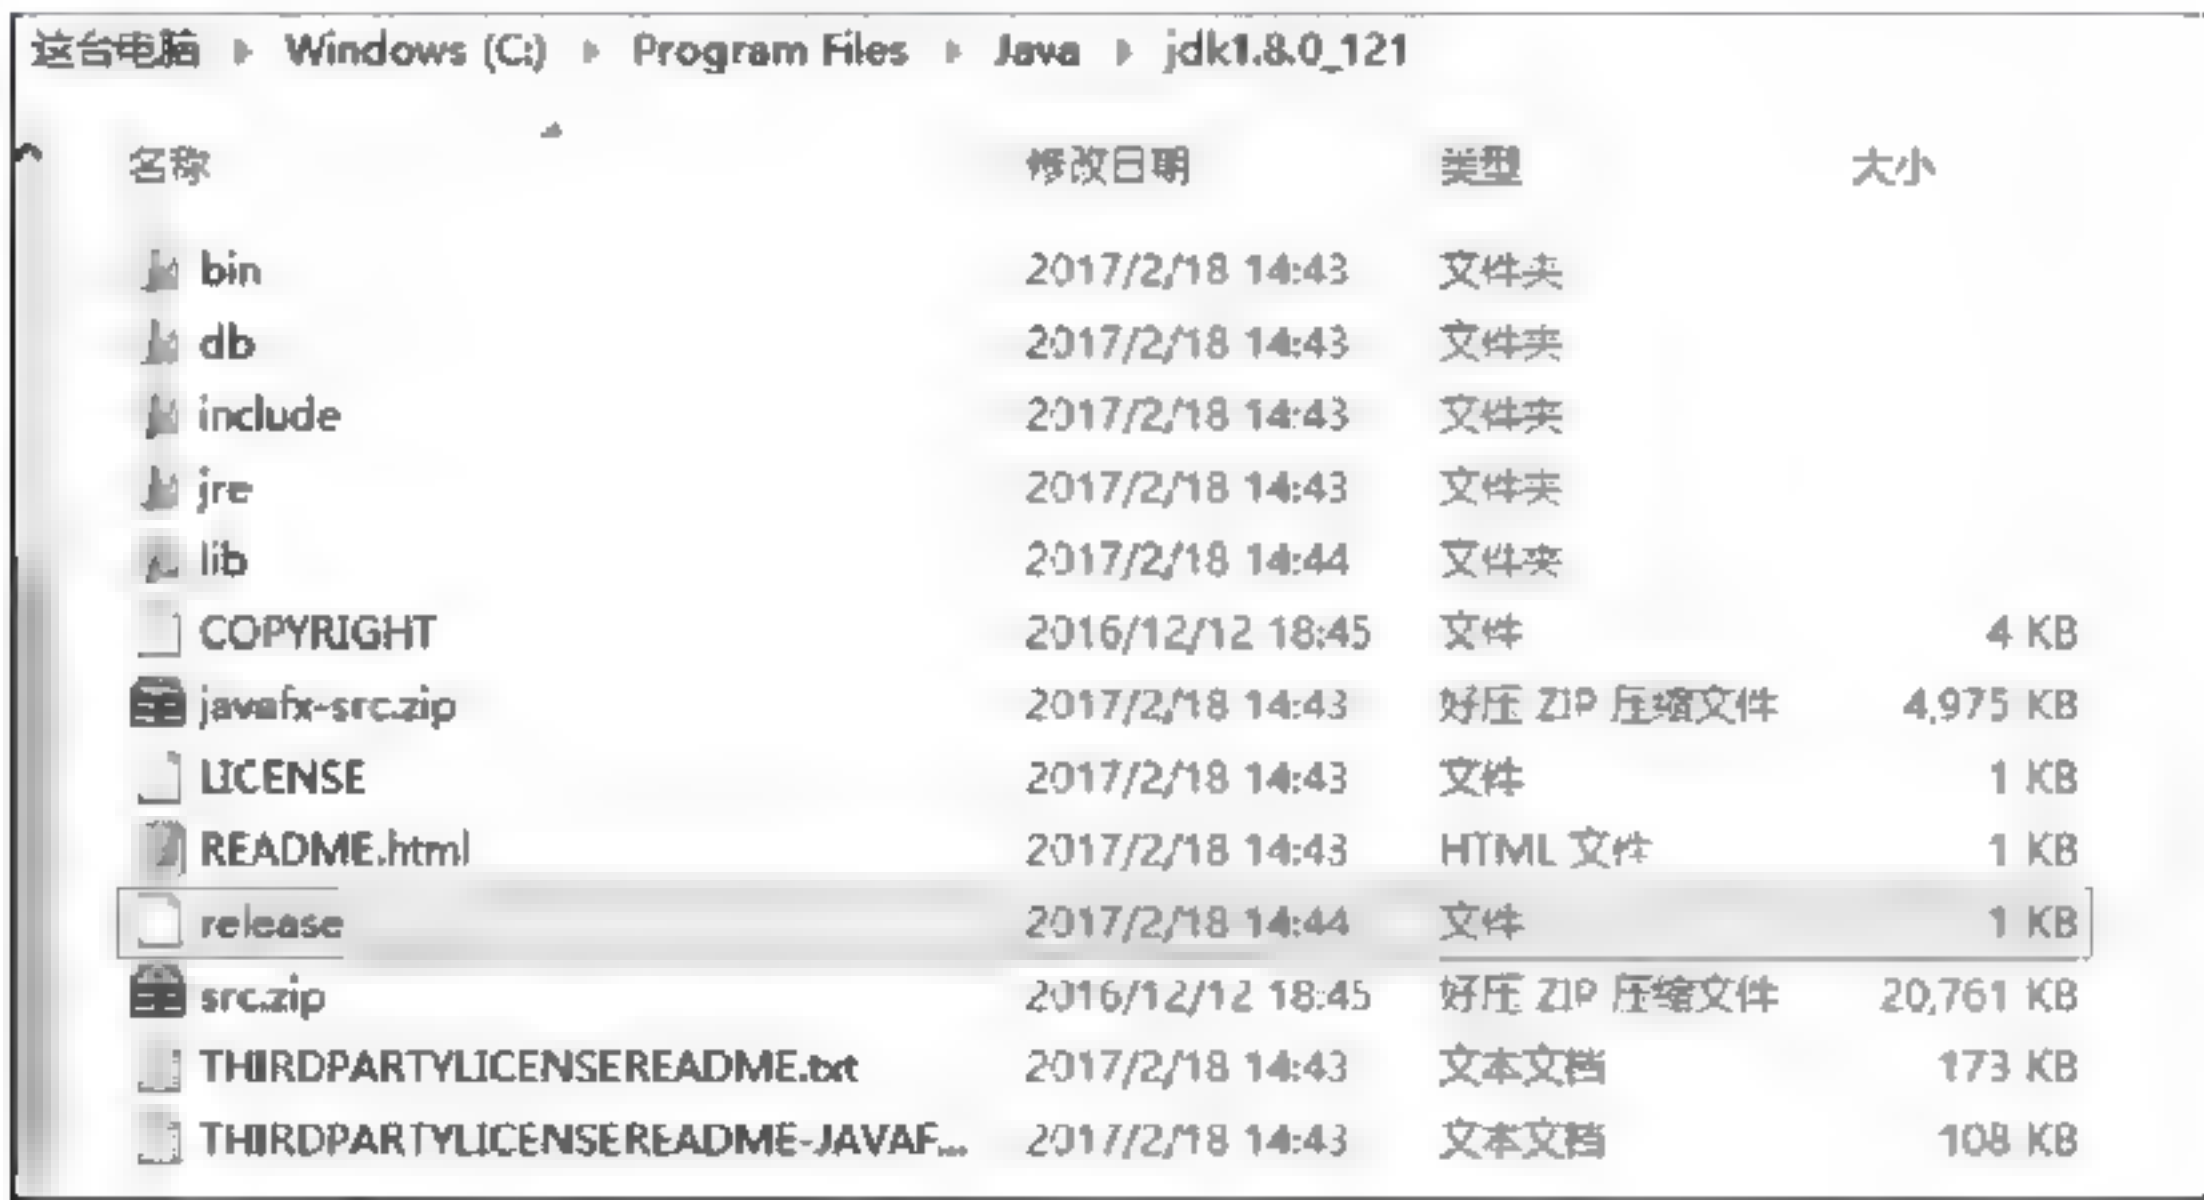 这台电脑 Windows (C:) Program Files Java jdk1.8.0_121
名称 修改日期 类型 大小
bin 2017/2/18 14:43 文件夹
db 2017/2/18 14:43 文件夹
include 2017/2/18 14:43 文件夹
jre 2017/2/18 14:43 文件夹
lib 2017/2/18 14:44 文件夹
COPYRIGHT 2016/12/12 18:45 文件 4 KB
javafx-src.zip 2017/2/18 14:43 好压 ZIP 压缩文件 4,975 KB
LICENSE 2017/2/18 14:43 文件 1 KB
README.html 2017/2/18 14:43 HTML 文件 1 KB
release 2017/2/18 14:44 文件 1 KB
src.zip 2016/12/12 18:45 好压 ZIP 压缩文件 20,761 KB
THIRDPARTYLICENSEREADME.txt 2017/2/18 14:43 文本文档 173 KB
THIRDPARTYLICENSEREADME-JAVAF... 2017/2/18 14:43 文本文档 108 KB